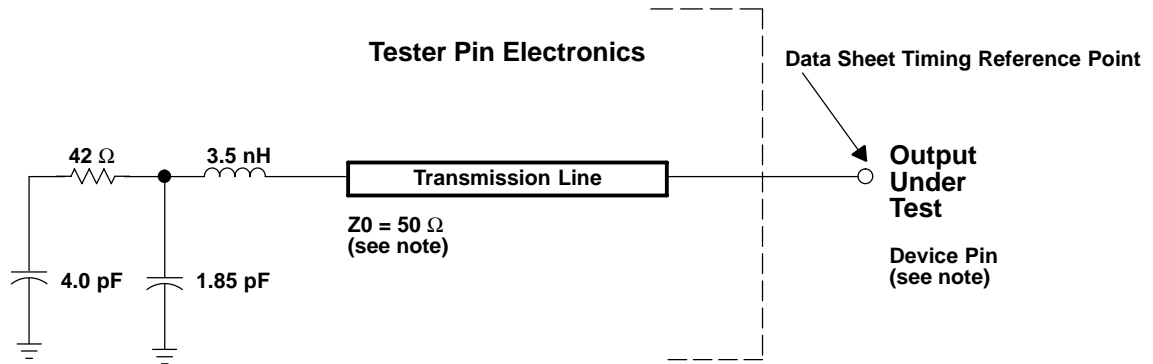 Tester Pin Electronics
Data Sheet Timing Reference Point
42 Ω
3.5 nH
Transmission Line
Output
Under
Test
Z0 = 50 Ω
(see note)
Device Pin
(see note)
4.0 pF
1.85 pF